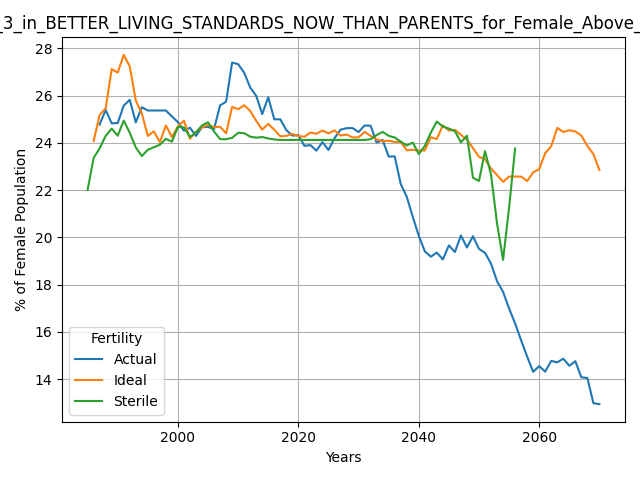 _3_in_BETTER_LIVING_STANDARDS_NOW_THAN_PARENTS_for_Female_Above_
28
26
24
22
20
18
16
14
% of Female Population
Fertility
Actual
Ideal
Sterile
2000
2020
2040
2060
Years